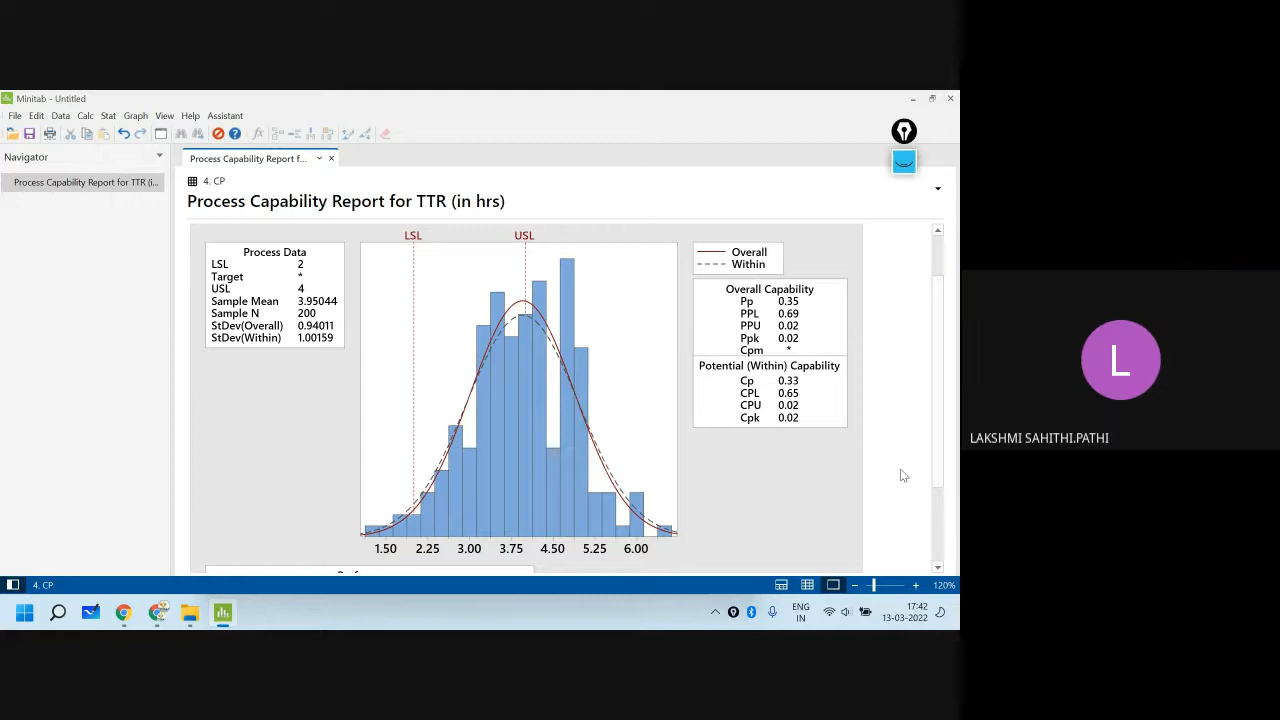 Minitab - Untitled
File Edit Data Calc Stat Graph View Help Assistant
Navigator
Process Capability Report f...
Process Capability Report for TTR (i...
4. CP
Process Capability Report for TTR (in hrs)
LSL USL
Process Data
LSL 2
Target *
USL 4
Sample Mean 3.95044
Sample N 200
StDev(Overall) 0.94011
StDev(Within) 1.00159
Overall
Within
Overall Capability
Pp 0.35
PPL 0.69
PPU 0.02
Ppk 0.02
Cpm *
Potential (Within) Capability
Cp 0.33
CPL 0.65
CPU 0.02
Cpk 0.02
1.50 2.25 3.00 3.75 4.50 5.25 6.00
4. CP
120%
ENG
IN
17:42
13-03-2022
L
LAKSHMI SAHITHI.PATHI